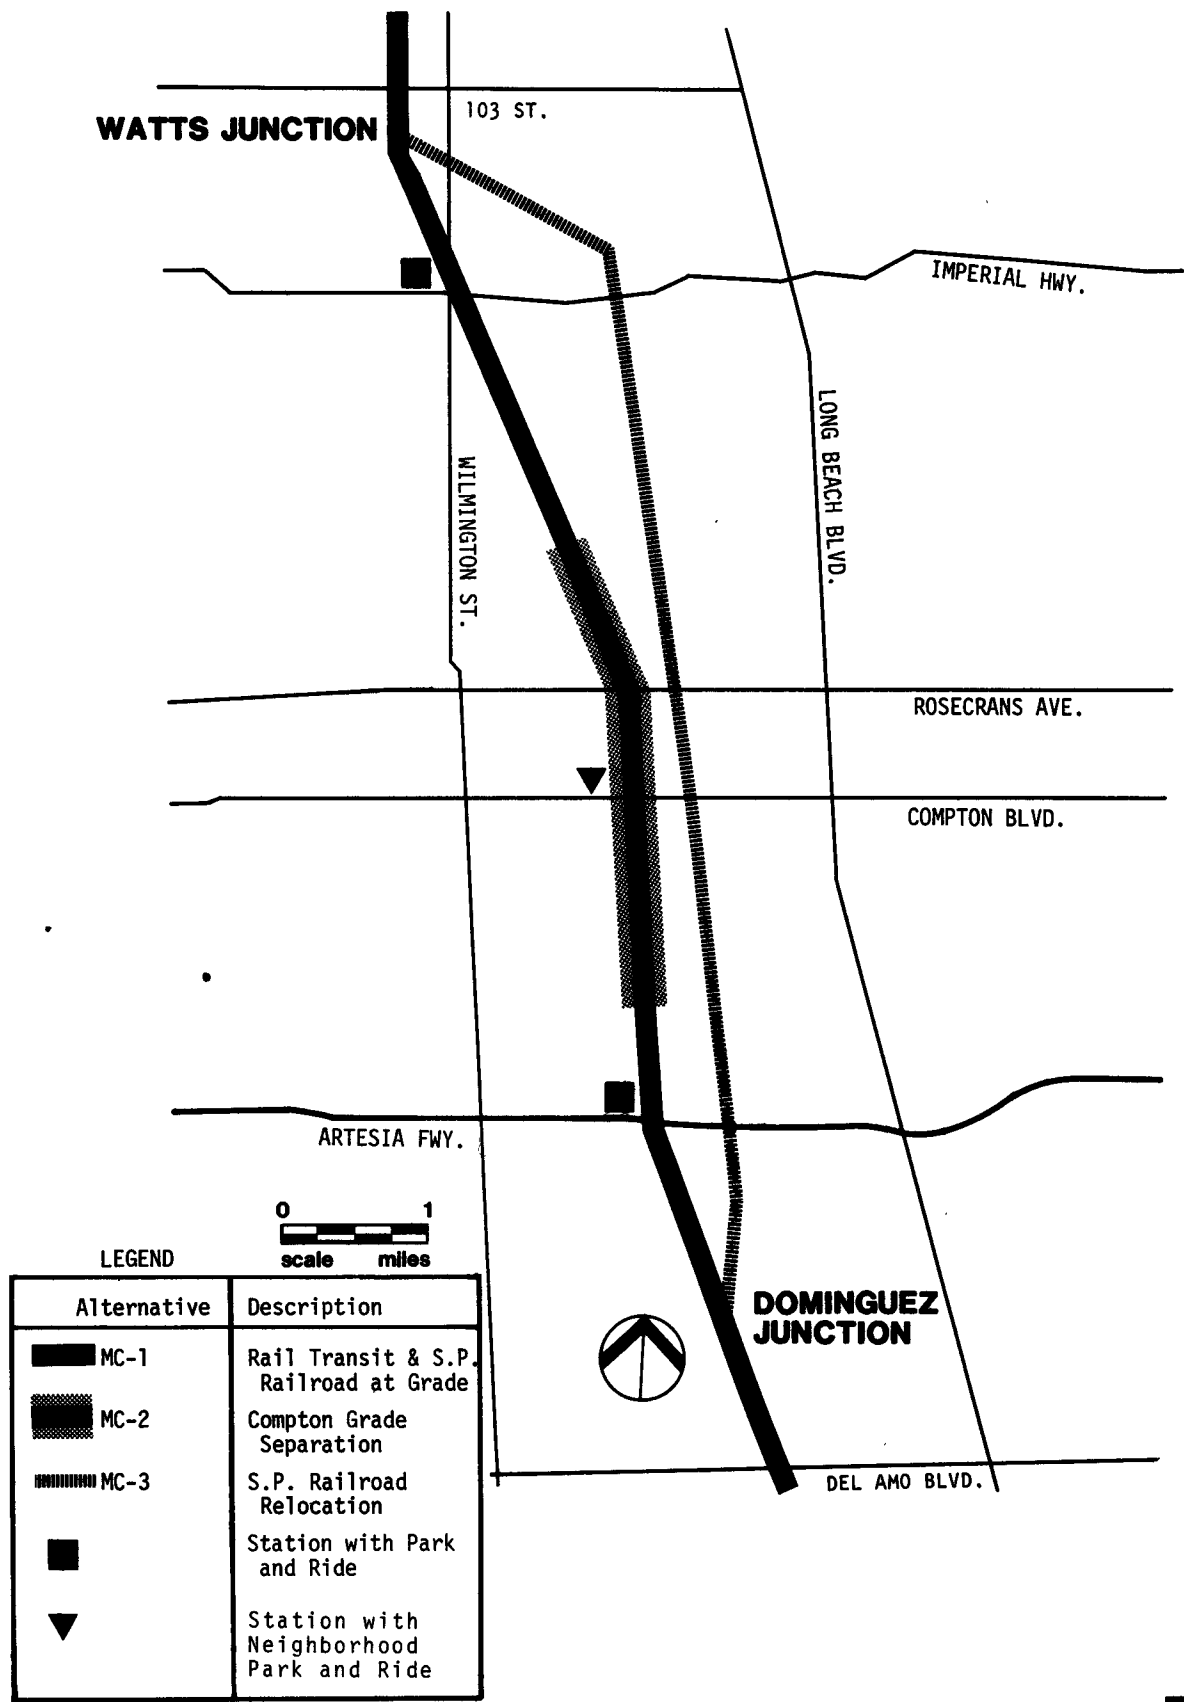 103 ST.
WATTS JUNCTION
IMPERIAL HWY.
LONG BEACH BLVD.
WILMINGTON ST.
ROSECRANS AVE.
COMPTON BLVD.
ARTESIA FWY.
0 1
scale miles
LEGEND
Alternative Description
MC-1 Rail Transit & S.P.
Railroad at Grade
MC-2 Compton Grade
Separation
MC-3 S.P. Railroad
Relocation
Station with Park
and Ride
Station with
Neighborhood
Park and Ride
DOMINGUEZ
JUNCTION
DEL AMO BLVD.